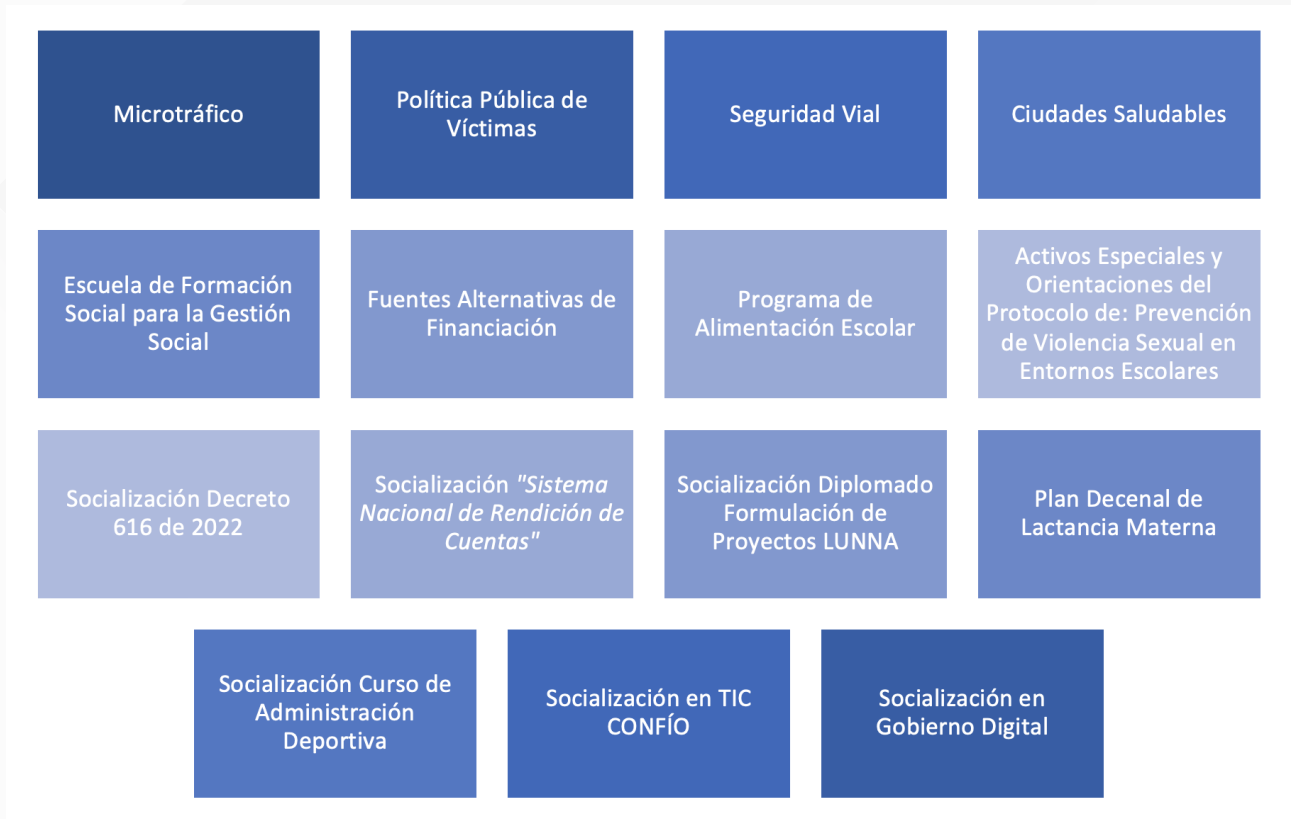 Microtráfico
Política Pública de
Víctimas
Seguridad Vial
Ciudades Saludables
Escuela de Formación
Social para la Gestión
Social
Fuentes Alternativas de
Financiación
Programa de
Alimentación Escolar
Activos Especiales y
Orientaciones del
Protocolo de: Prevención
de Violencia Sexual en
Entornos Escolares
Socialización Decreto
616 de 2022
Socialización "Sistema
Nacional de Rendición de
Cuentas"
Socialización Diplomado
Formulación de
Proyectos LUNNA
Plan Decenal de
Lactancia Materna
Socialización Curso de
Administración
Deportiva
Socialización en TIC
CONFÍO
Socialización en
Gobierno Digital